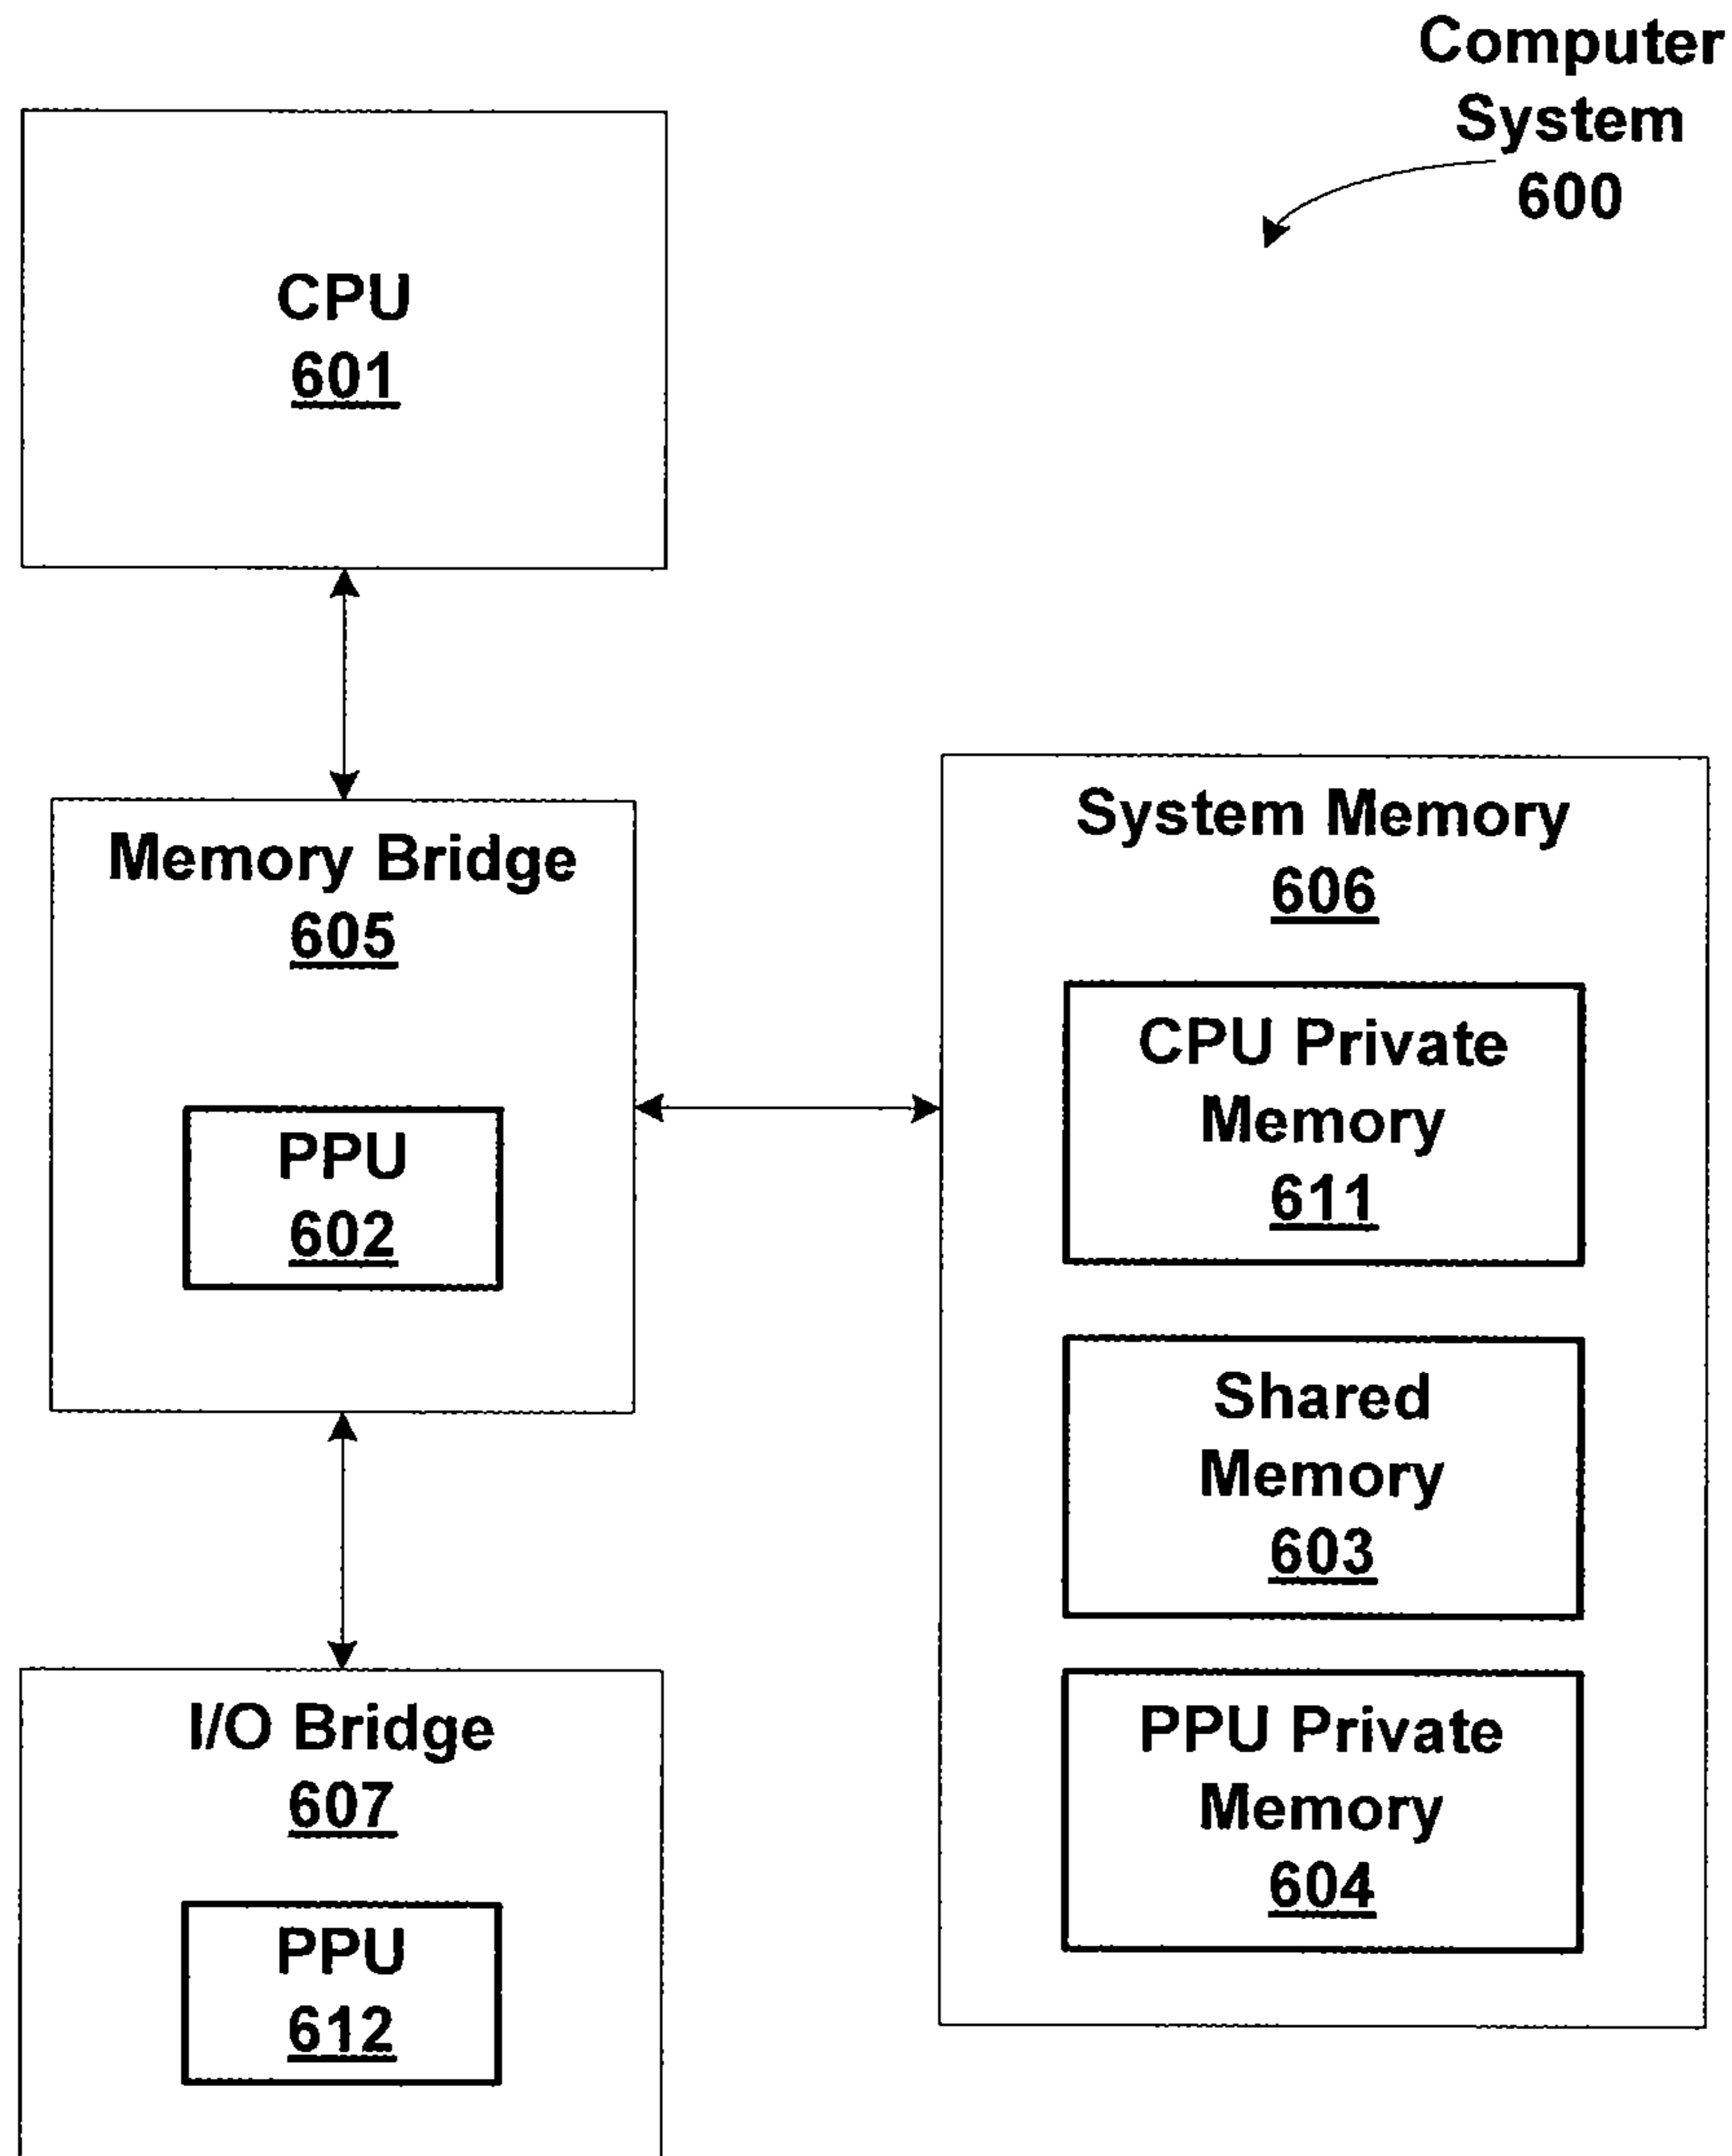 Computer
System
600
CPU
601
Memory Bridge
605
PPU
602
System Memory
606
CPU Private
Memory
611
Shared
Memory
603
PPU Private
Memory
604
I/O Bridge
607
PPU
612